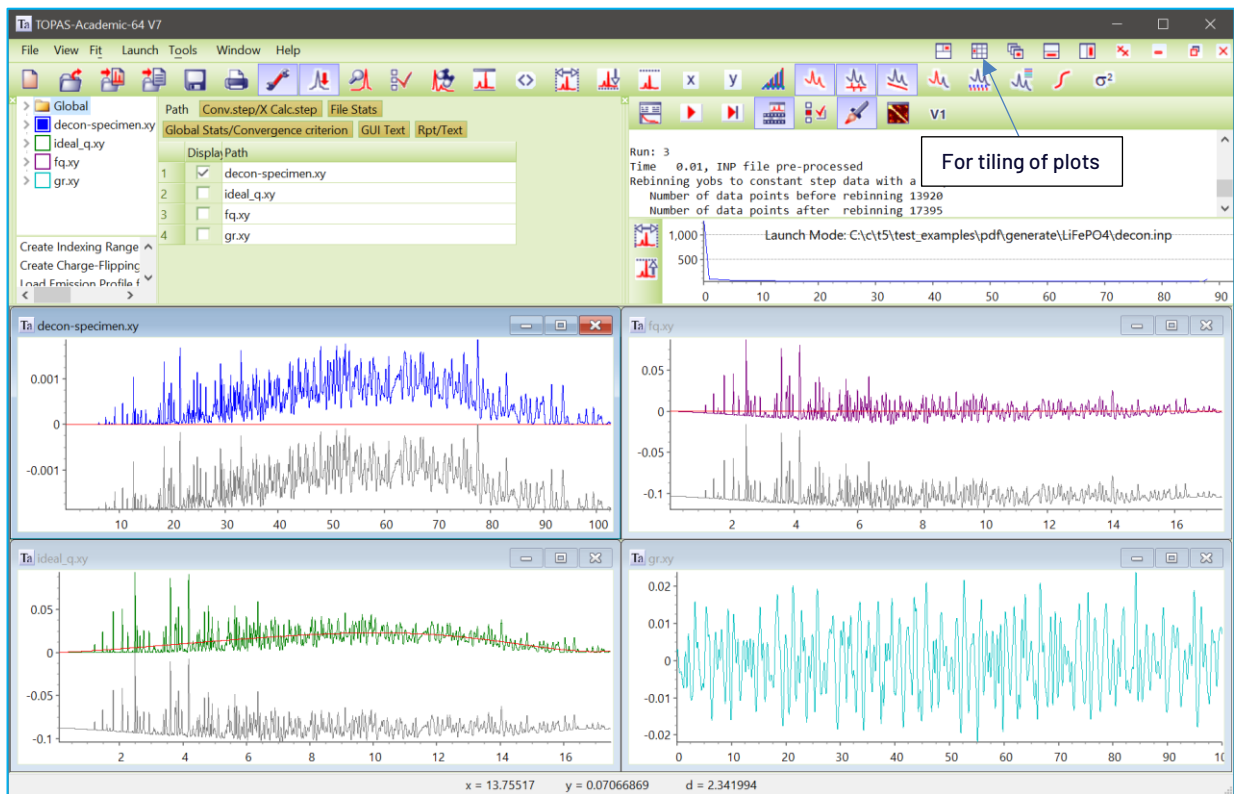 Ta TOPAS-Academic-64 V7
File View Fit Launch Tools Window Help
x y σ²
Global
decon-specimen.xy
ideal_q.xy
fq.xy
gr.xy
Create Indexing Range
Create Charge-Flipping
Load Emission Profile f
Path Conv.step/X Calc.step File Stats
Global Stats/Convergence criterion GUI Text Rpt/Text
Display Path
1 decon-specimen.xy
2 ideal_q.xy
3 fq.xy
4 gr.xy
V1
For tiling of plots
Run: 3
Time 0.01, INP file pre-processed
Rebinning yobs to constant step data with a
Number of data points before rebinning 13920
Number of data points after rebinning 17395
Launch Mode: C:\c\t5\test_examples\pdf\generate\LiFePO4\decon.inp
1,000
500
0 10 20 30 40 50 60 70 80 90
Ta decon-specimen.xy
0.001
0
-0.001
10 20 30 40 50 60 70 80 90 100
Ta fq.xy
0.05
0
-0.05
-0.1
2 4 6 8 10 12 14 16
Ta ideal_q.xy
0.05
0
-0.05
-0.1
2 4 6 8 10 12 14 16
Ta gr.xy
0.02
0.01
0
-0.01
-0.02
0 10 20 30 40 50 60 70 80 90 10
x = 13.75517 y = 0.07066869 d = 2.341994